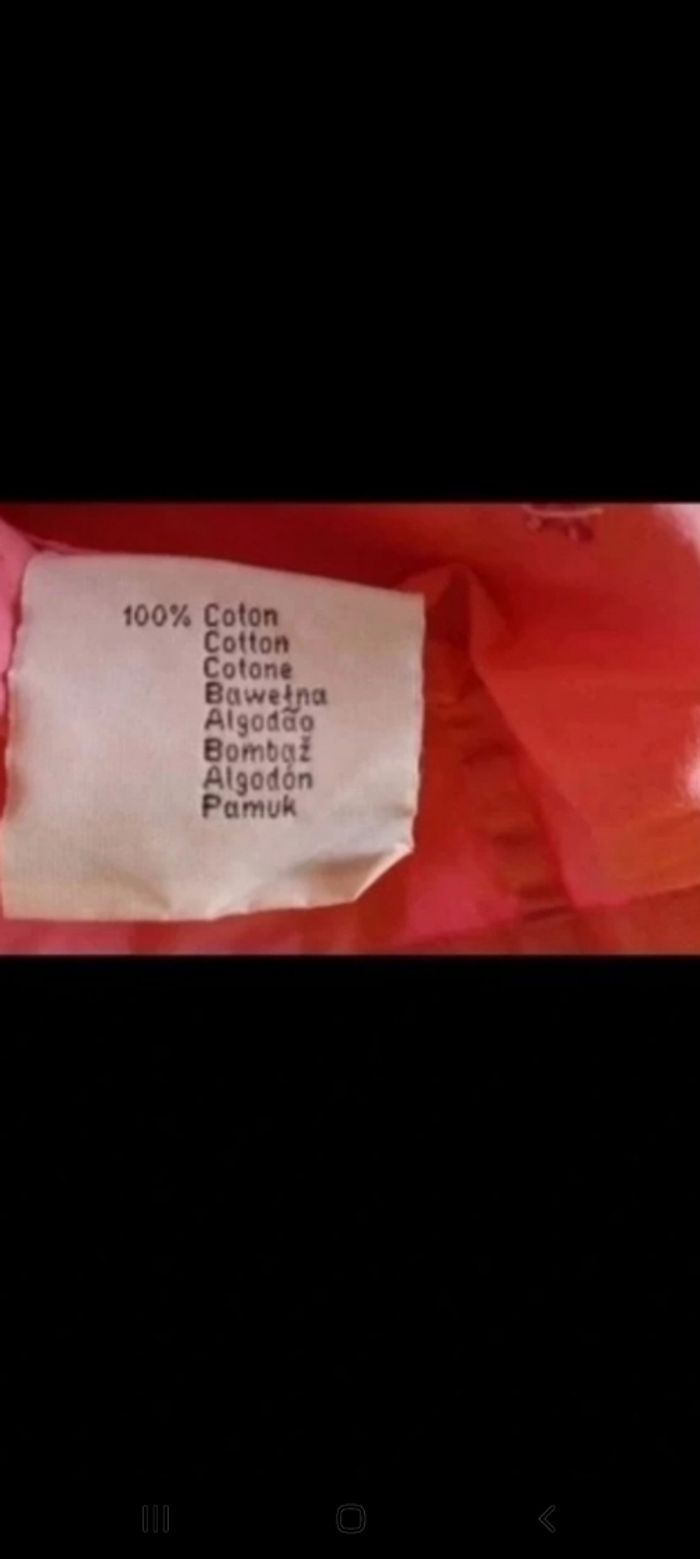 100% Coton
Cotton
Cotone
Bawełna
Algodão
Bombaž
Algodón
Pamuk